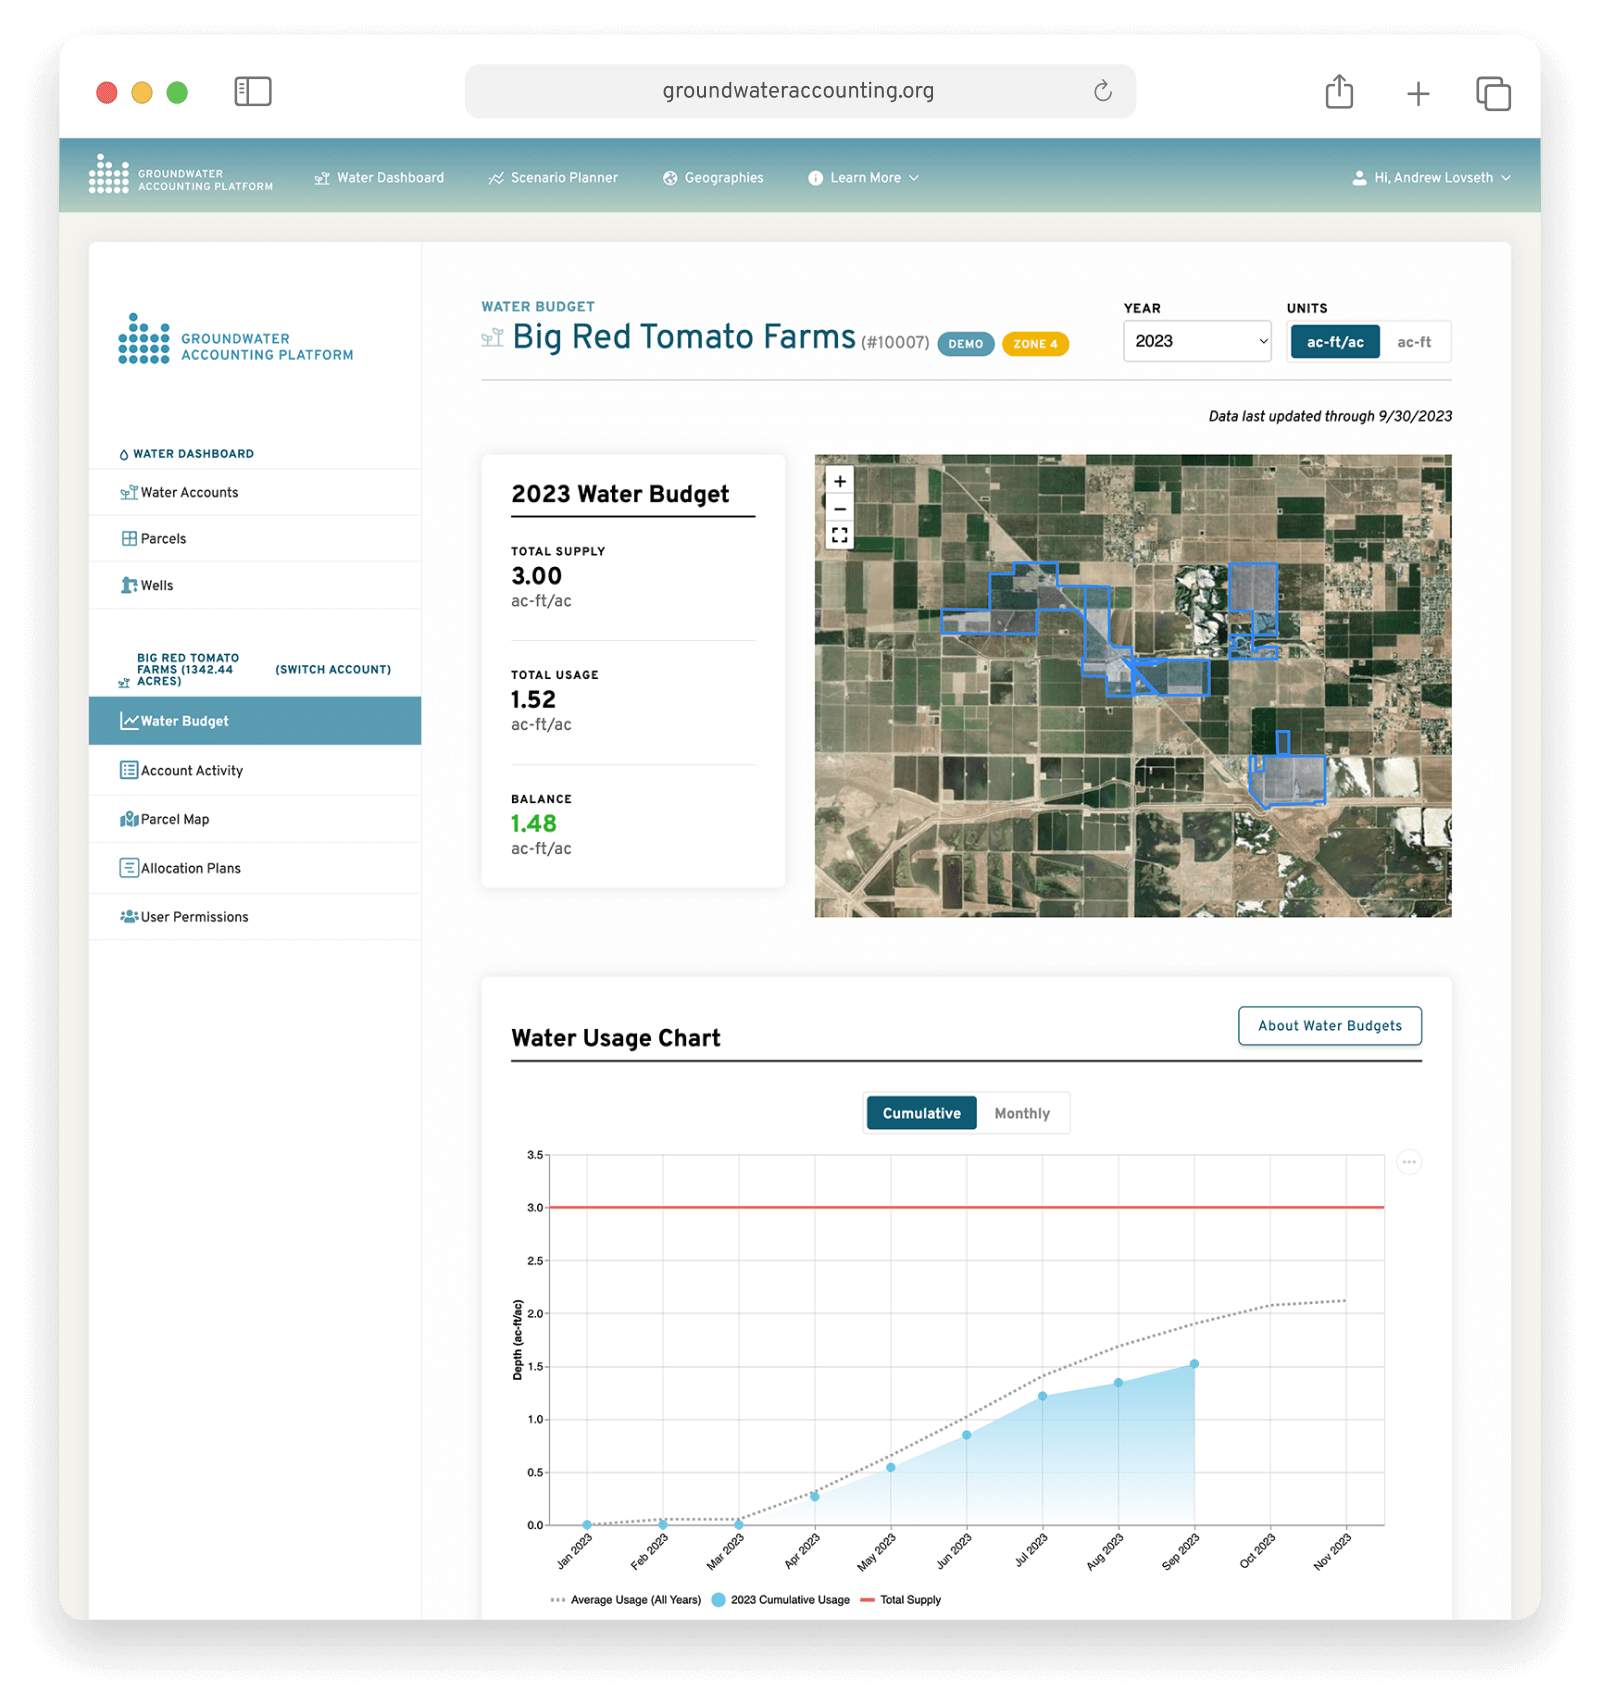 groundwateraccounting.org
GROUNDWATER
ACCOUNTING PLATFORM
Water Dashboard
Scenario Planner
Geographies
Learn More
Hi, Andrew Lovseth
GROUNDWATER
ACCOUNTING PLATFORM
WATER DASHBOARD
Water Accounts
Parcels
Wells
BIG RED TOMATO
FARMS (1342.44
ACRES)
(SWITCH ACCOUNT)
Water Budget
Account Activity
Parcel Map
Allocation Plans
User Permissions
WATER BUDGET
Big Red Tomato Farms (#10007) DEMO ZONE 4
YEAR
2023
UNITS
ac-ft/ac ac-ft
Data last updated through 9/30/2023
2023 Water Budget
TOTAL SUPPLY
3.00
ac-ft/ac
TOTAL USAGE
1.52
ac-ft/ac
BALANCE
1.48
ac-ft/ac
+
−
Water Usage Chart
About Water Budgets
Cumulative Monthly
3.5
3.0
2.5
2.0
1.5
1.0
0.5
0.0
Depth (ac-ft/ac)
Jan 2023
Feb 2023
Mar 2023
Apr 2023
May 2023
Jun 2023
Jul 2023
Aug 2023
Sep 2023
Oct 2023
Nov 2023
Average Usage (All Years) 2023 Cumulative Usage Total Supply